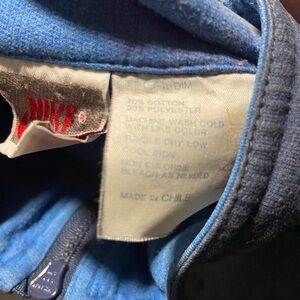 NIKE
70% COTTON
30% POLYESTER
MACHINE WASH COLD
WITH LIKE COLOR
TUMBLE DRY LOW
COOL IRON
NON CHLORINE
BLEACH AS NEEDED
MADE IN CHILE